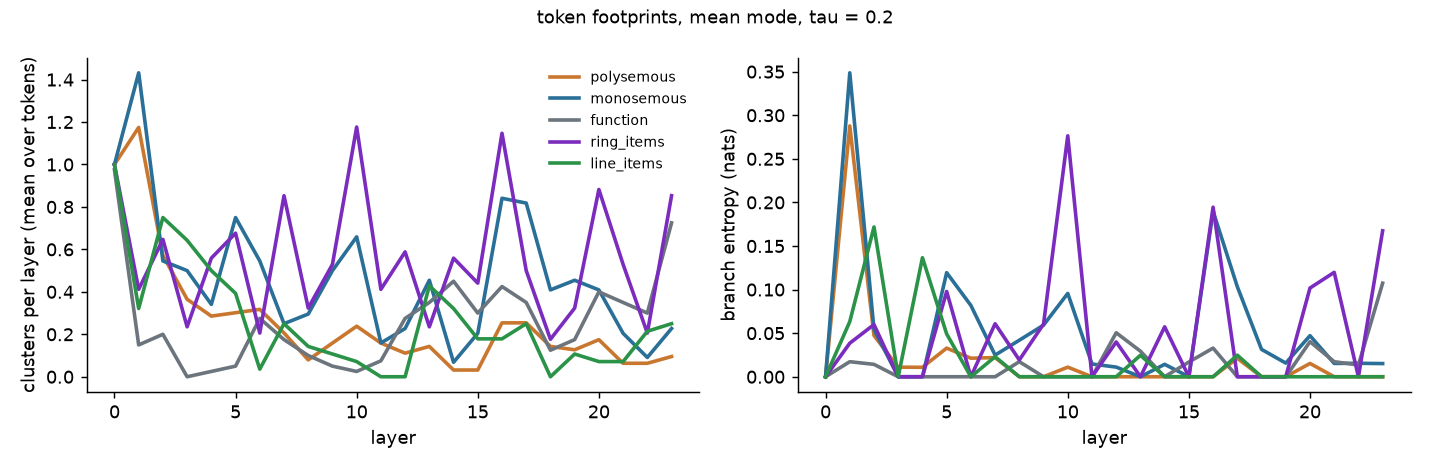 token footprints, mean mode, tau = 0.2
clusters per layer (mean over tokens)
1.4
1.2
1.0
0.8
0.6
0.4
0.2
0.0
polysemous
monosemous
function
ring_items
line_items
0
5
10
15
20
layer
branch entropy (nats)
0.35
0.30
0.25
0.20
0.15
0.10
0.05
0.00
0
5
10
15
20
layer